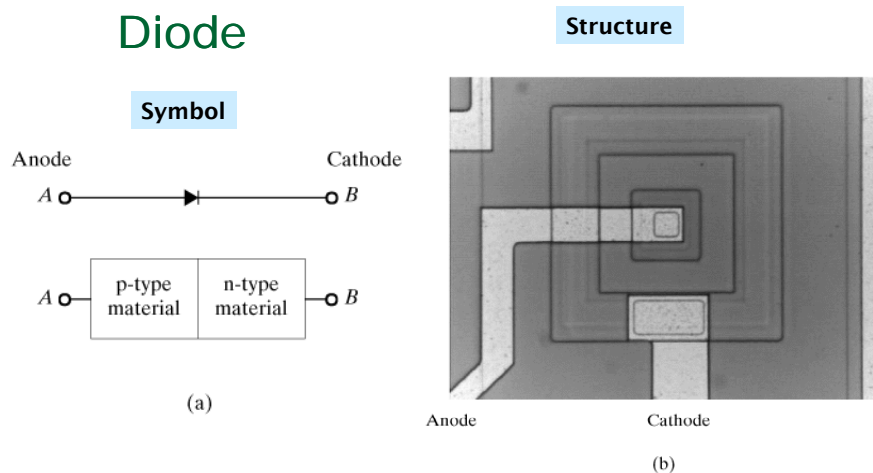 Diode
Structure
Symbol
Anode
Cathode
A
B
A
p-type
material
n-type
material
B
(a)
Anode
Cathode
(b)